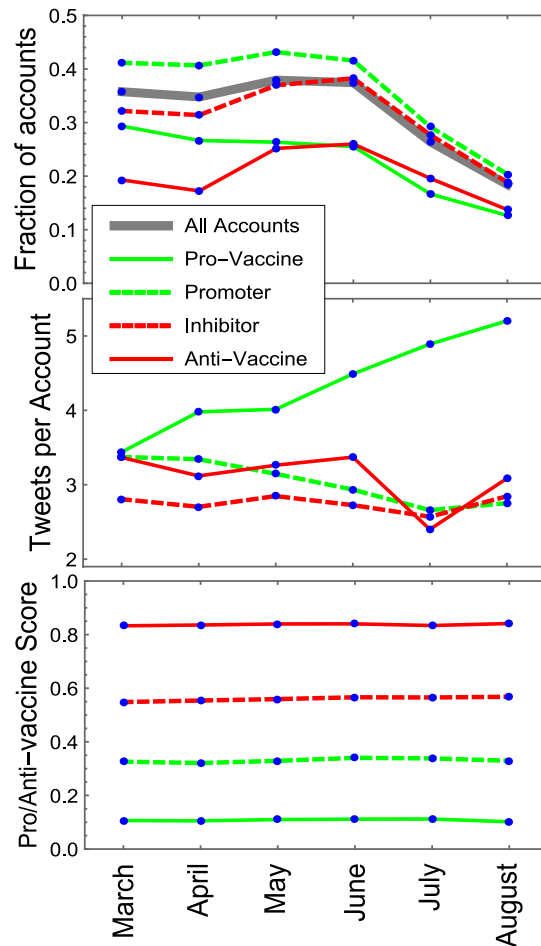 Fraction of accounts
0.5
0.4
0.3
0.2
0.1
0.0
All Accounts
Pro-Vaccine
Promoter
Inhibitor
Anti-Vaccine
Tweets per Account
5
4
3
2
Pro/Anti-vaccine Score
1.0
0.8
0.6
0.4
0.2
0.0
March
April
May
June
July
August